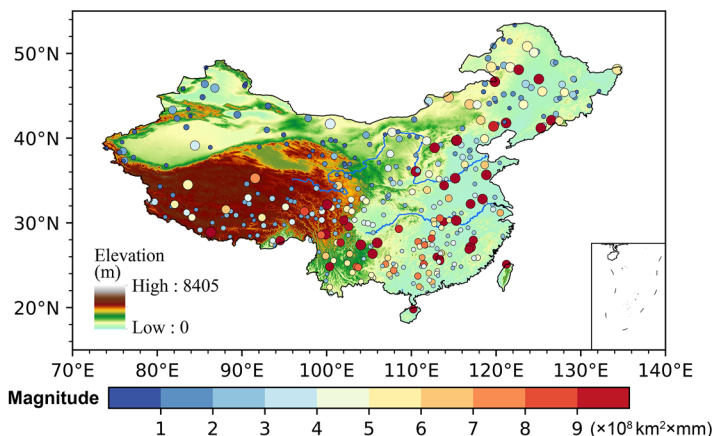 50°N
40°N
30°N
20°N
Elevation
(m)
High : 8405
Low : 0
70°E 80°E 90°E 100°E 110°E 120°E 130°E 140°E
Magnitude
1 2 3 4 5 6 7 8 9 (×10⁸ km²×mm)